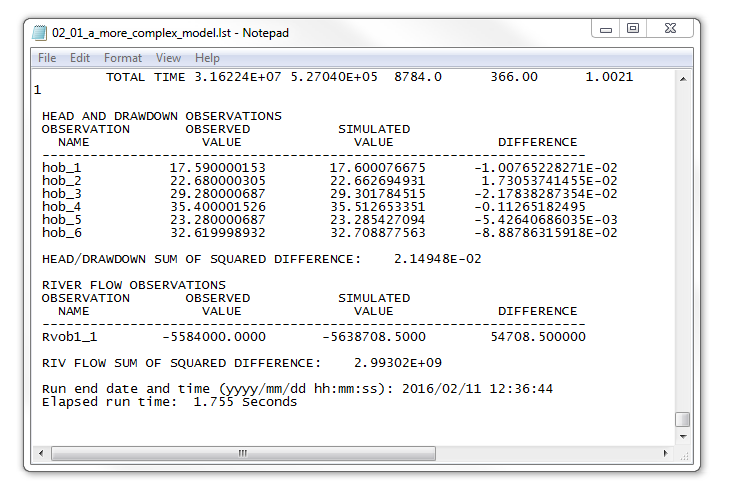 02_01_a_more_complex_model.lst - Notepad
File Edit Format View Help
TOTAL TIME 3.16224E+07 5.27040E+05 8784.0 366.00 1.0021
1
HEAD AND DRAWDOWN OBSERVATIONS
OBSERVATION OBSERVED SIMULATED
NAME VALUE VALUE DIFFERENCE
----------------------------------------------------------------------
hob_1 17.590000153 17.600076675 -1.00765228271E-02
hob_2 22.680000305 22.662694931 1.73053741455E-02
hob_3 29.280000687 29.301784515 -2.17838287354E-02
hob_4 35.400001526 35.512653351 -0.11265182495
hob_5 23.280000687 23.285427094 -5.42640686035E-03
hob_6 32.619998932 32.708877563 -8.88786315918E-02
HEAD/DRAWDOWN SUM OF SQUARED DIFFERENCE: 2.14948E-02
RIVER FLOW OBSERVATIONS
OBSERVATION OBSERVED SIMULATED
NAME VALUE VALUE DIFFERENCE
----------------------------------------------------------------------
Rvob1_1 -5584000.0000 -5638708.5000 54708.500000
RIV FLOW SUM OF SQUARED DIFFERENCE: 2.99302E+09
Run end date and time (yyyy/mm/dd hh:mm:ss): 2016/02/11 12:36:44
Elapsed run time: 1.755 Seconds